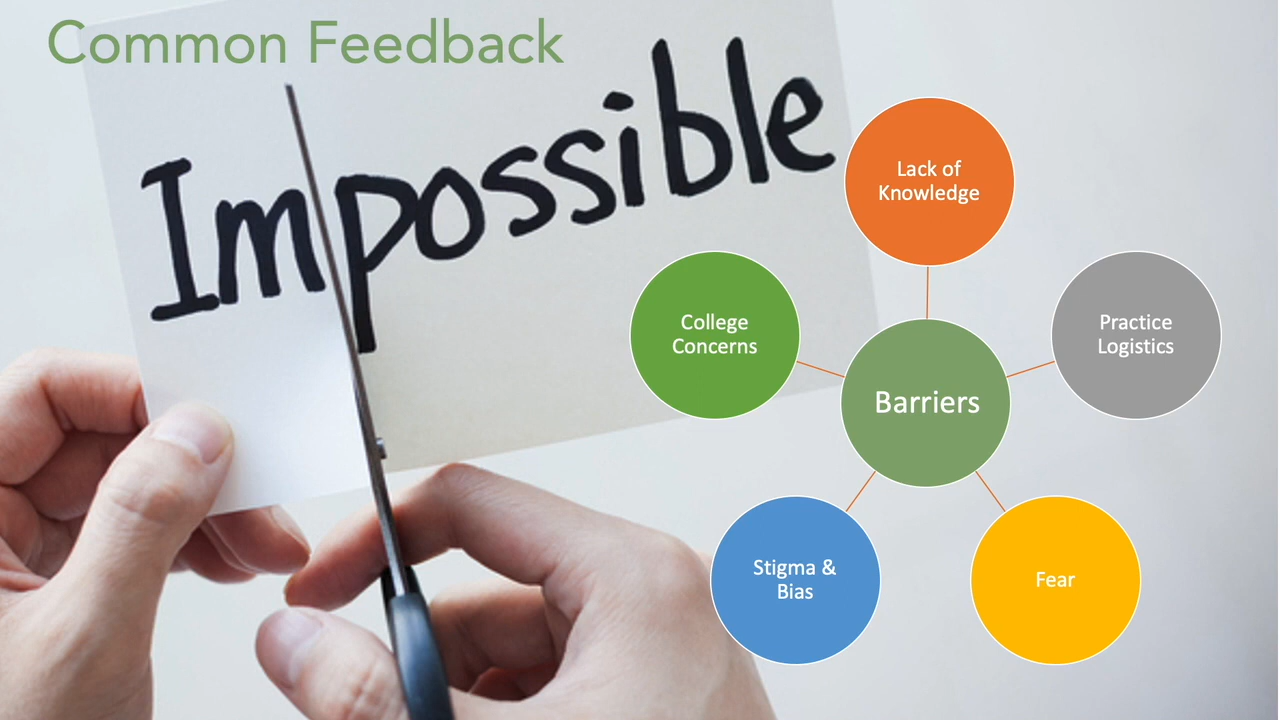 Common Feedback
Impossible
Lack of
Knowledge
College
Concerns
Practice
Logistics
Barriers
Stigma &
Bias
Fear